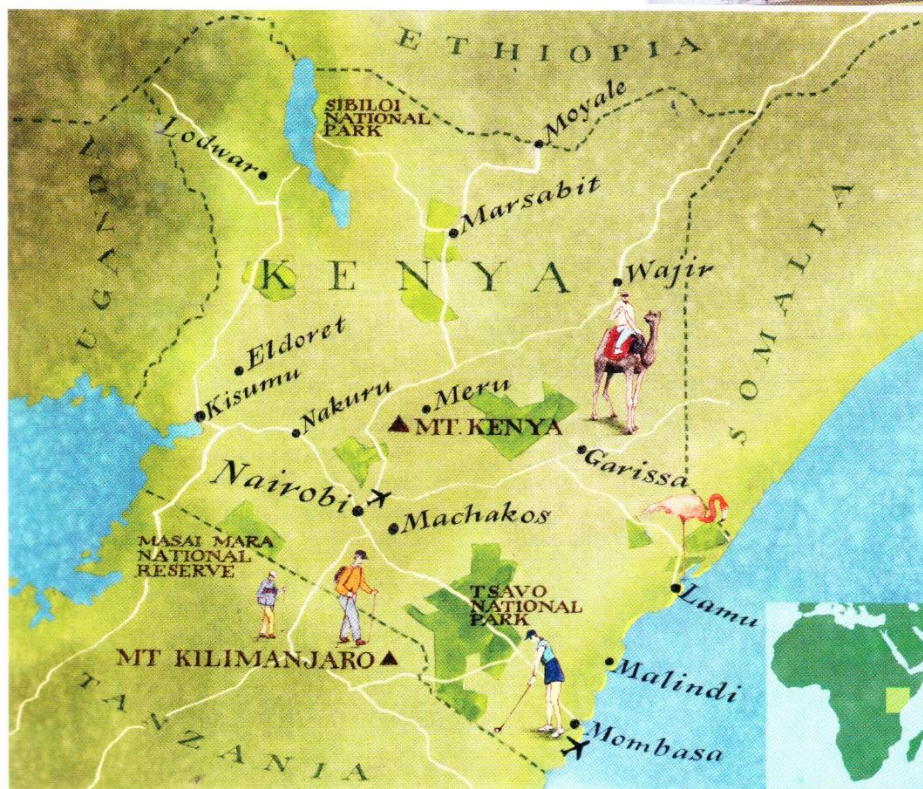 ETHIOPIA
SIBILOI
NATIONAL
PARK
Moyale
Lodwar
UGANDA
Marsabit
SOMALIA
KENYA
Wajir
Eldoret
Kisumu
Nakuru
Meru
MT. KENYA
Garissa
Nairobi
Machakos
MASAI MARA
NATIONAL
RESERVE
TSAVO
NATIONAL
PARK
Lamu
MT KILIMANJARO
Malindi
TANZANIA
Mombasa